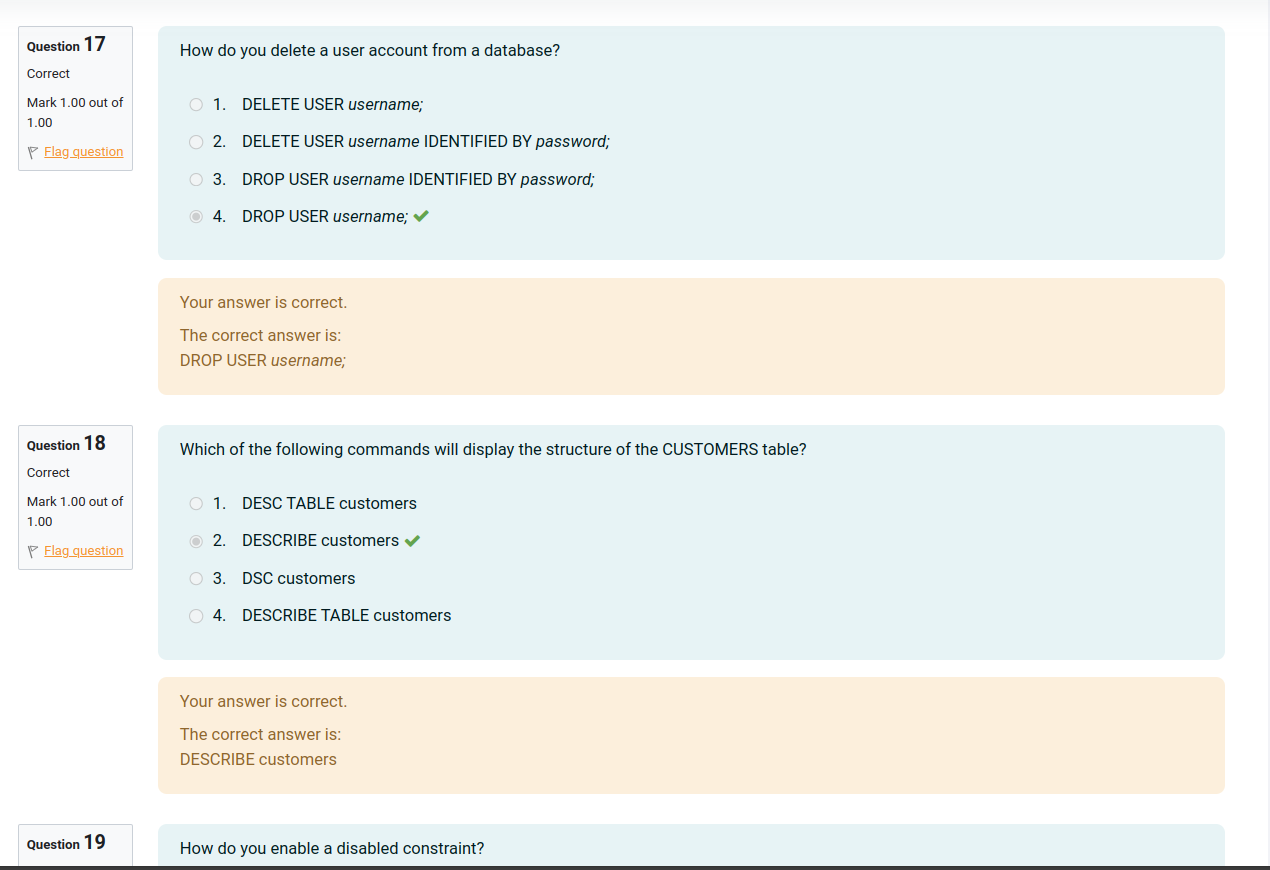 Question 17
Correct
Mark 1.00 out of
1.00
Flag question
How do you delete a user account from a database?
1. DELETE USER username;
2. DELETE USER username IDENTIFIED BY password;
3. DROP USER username IDENTIFIED BY password;
4. DROP USER username;
Your answer is correct.
The correct answer is:
DROP USER username;
Question 18
Correct
Mark 1.00 out of
1.00
Flag question
Which of the following commands will display the structure of the CUSTOMERS table?
1. DESC TABLE customers
2. DESCRIBE customers
3. DSC customers
4. DESCRIBE TABLE customers
Your answer is correct.
The correct answer is:
DESCRIBE customers
Question 19
How do you enable a disabled constraint?